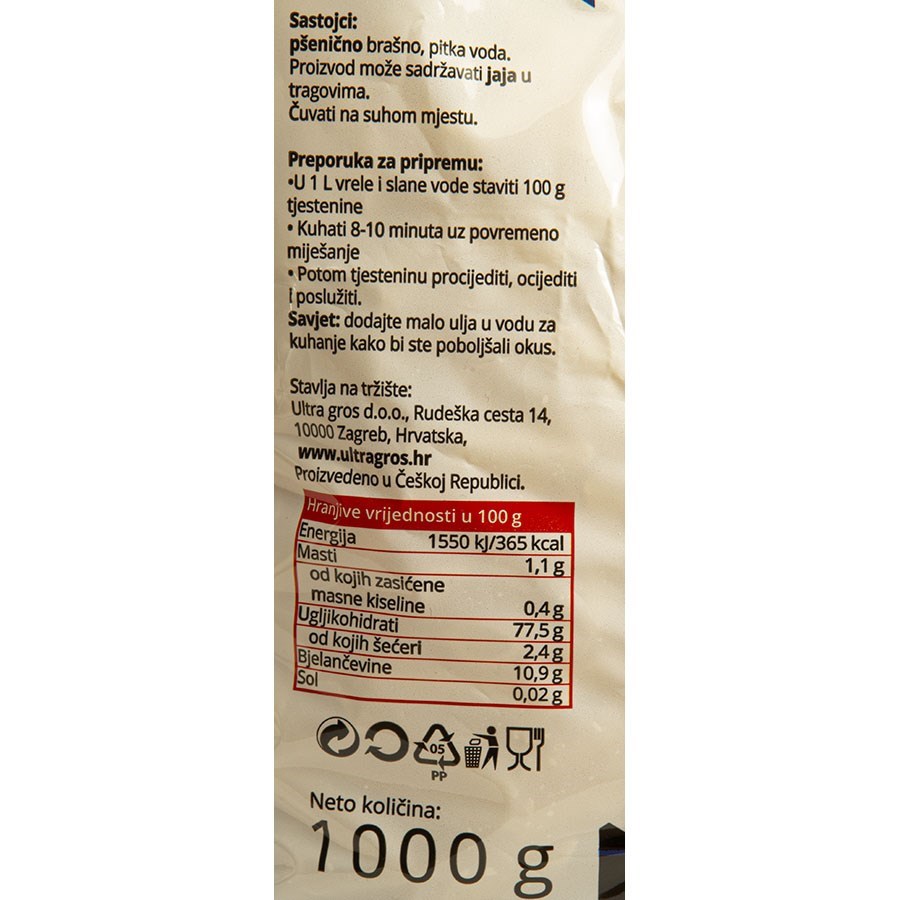 Sastojci:
pšenično brašno, pitka voda.
Proizvod može sadržavati jaja u
tragovima.
Čuvati na suhom mjestu.
Preporuka za pripremu:
•U 1 L vrele i slane vode staviti 100 g
tjestenine
• Kuhati 8-10 minuta uz povremeno
miješanje
• Potom tjesteninu procijediti, ocijediti
i poslužiti.
Savjet: dodajte malo ulja u vodu za
kuhanje kako bi ste poboljšali okus.
Stavlja na tržište:
Ultra gros d.o.o., Rudeška cesta 14,
10000 Zagreb, Hrvatska,
www.ultragros.hr
Proizvedeno u Češkoj Republici.
Hranjive vrijednosti u 100 g
Energija 1550 kJ/365 kcal
Masti 1,1 g
od kojih zasićene
masne kiseline 0,4 g
Ugljikohidrati 77,5 g
od kojih šećeri 2,4 g
Bjelančevine 10,9 g
Sol 0,02 g
05
PP
Neto količina:
1000 g